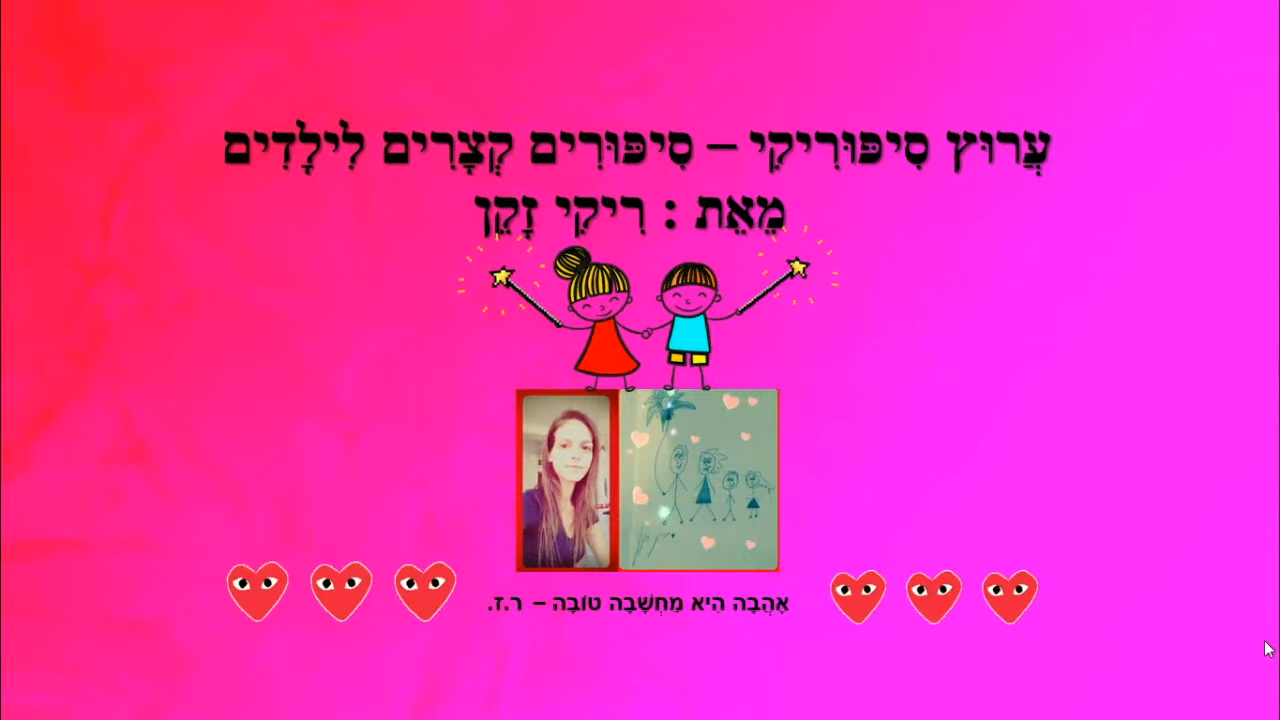 עֲרוּץ סִיפּוּרִיקִי – סִיפּוּרִים קְצָרִים לִילָדִים
מֵאֵת : רִיקִי זָקֵן
אַהֲבָה הִיא מַחְשָׁבָה טוֹבָה – ר.ז.